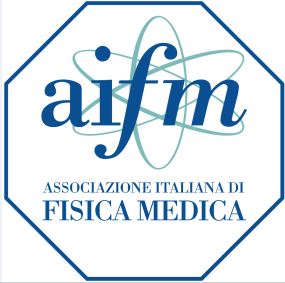 aifm
ASSOCIAZIONE ITALIANA DI
FISICA MEDICA